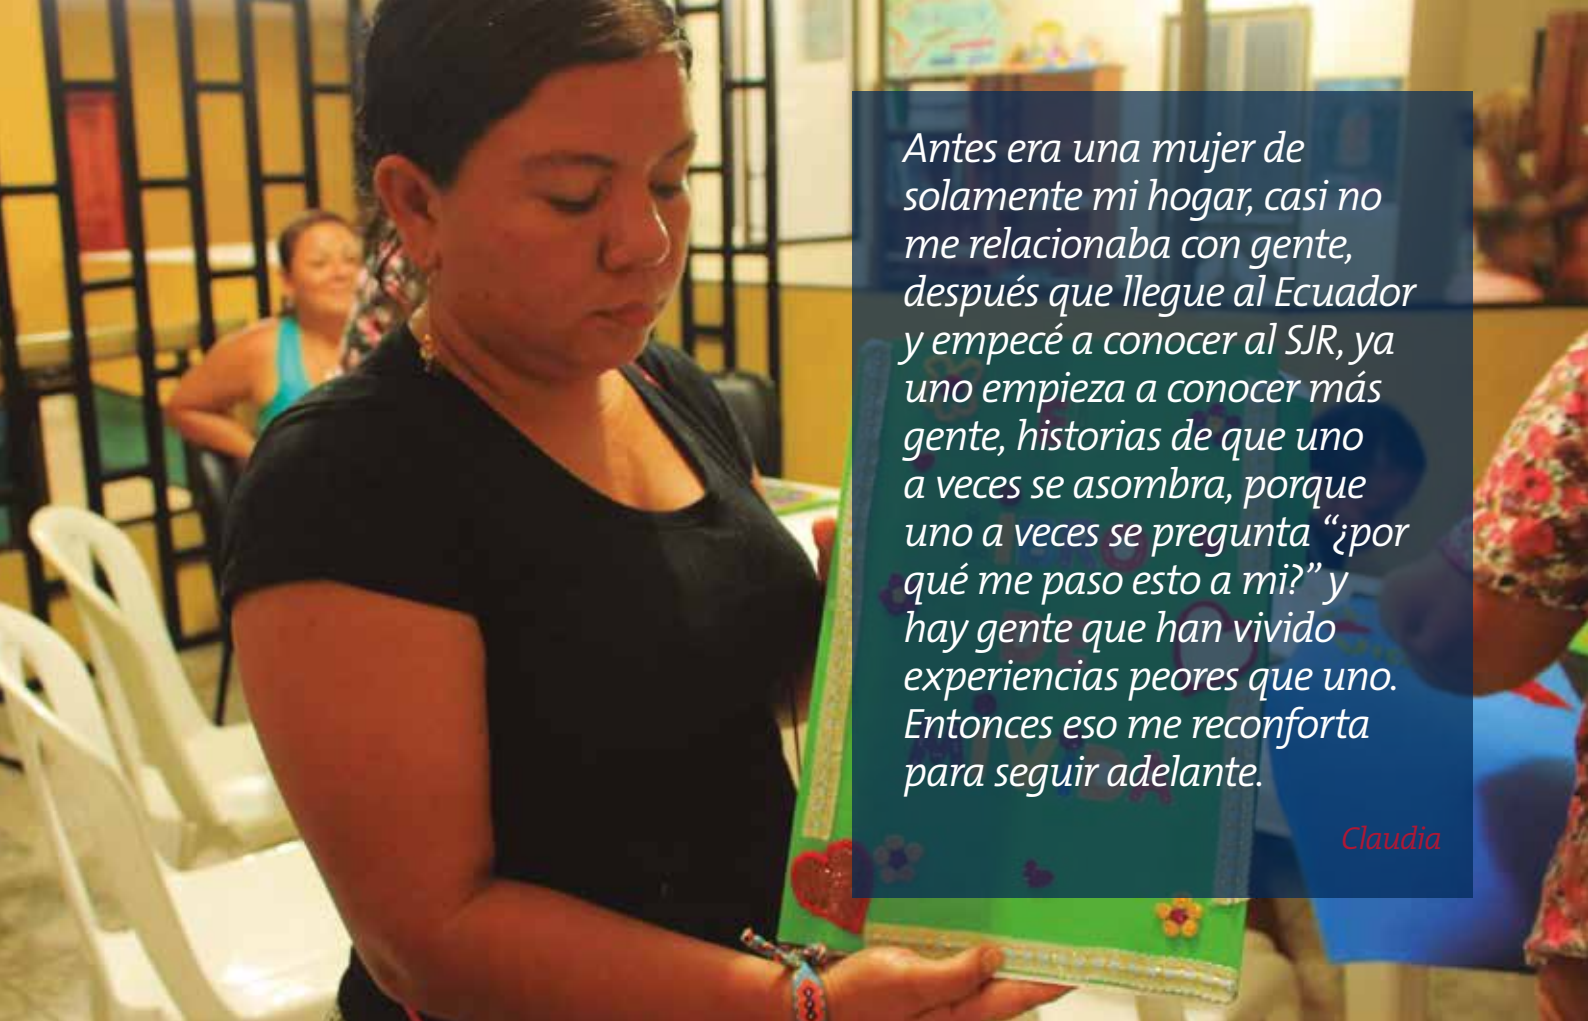 Antes era una mujer de
solamente mi hogar, casi no
me relacionaba con gente,
después que llegue al Ecuador
y empecé a conocer al SJR, ya
uno empieza a conocer más
gente, historias de que uno
a veces se asombra, porque
uno a veces se pregunta “¿por
qué me paso esto a mi?” y
hay gente que han vivido
experiencias peores que uno.
Entonces eso me reconforta
para seguir adelante.
Claudia
DE
VIDA